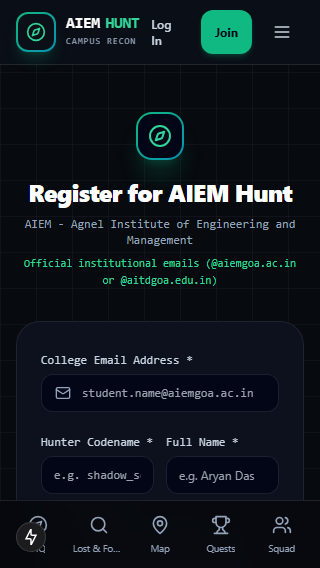 AIEM HUNT
CAMPUS RECON
Log
In
Join
Register for AIEM Hunt
AIEM - Agnel Institute of Engineering and
Management
Official institutional emails (@aiemgoa.ac.in
or @aitdgoa.edu.in)
College Email Address *
student.name@aiemgoa.ac.in
Hunter Codename * Full Name *
e.g. shadow_s e.g. Aryan Das
Lost & Fo... Map Quests Squad